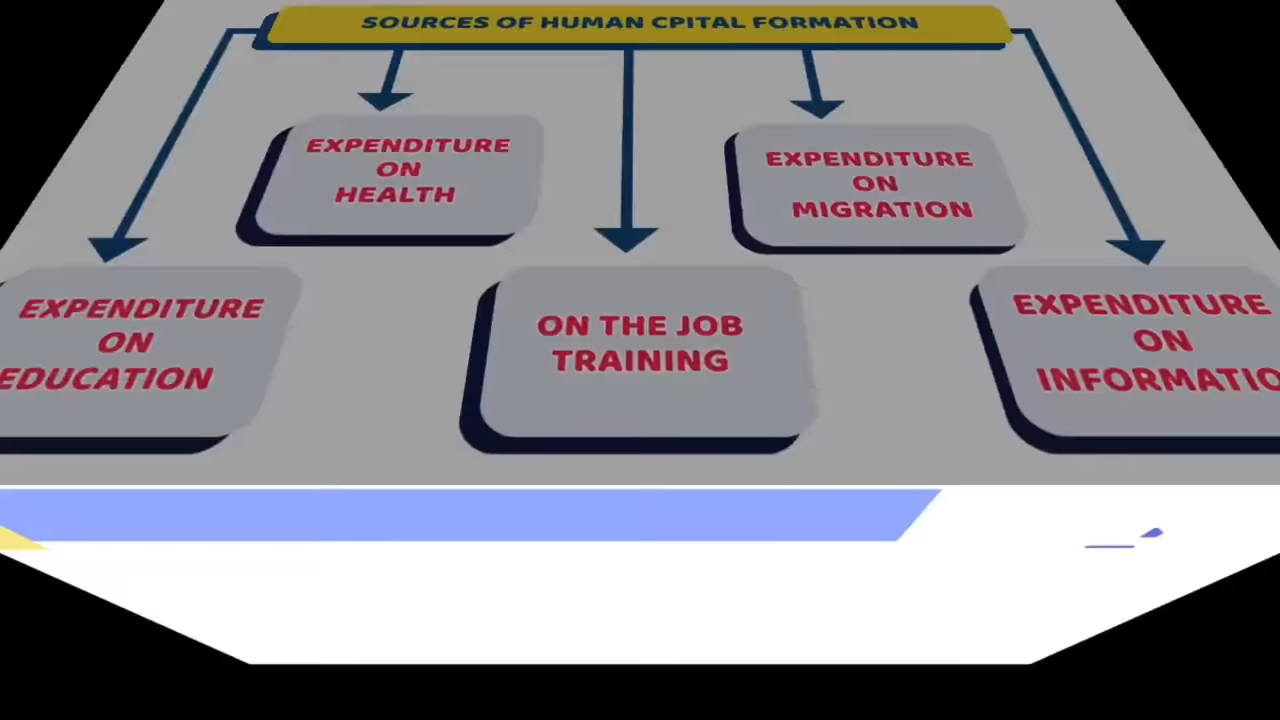 SOURCES OF HUMAN CPITAL FORMATION
EXPENDITURE
ON
HEALTH
EXPENDITURE
ON
MIGRATION
EXPENDITURE
ON
EDUCATION
ON THE JOB
TRAINING
EXPENDITURE
ON
INFORMATIO